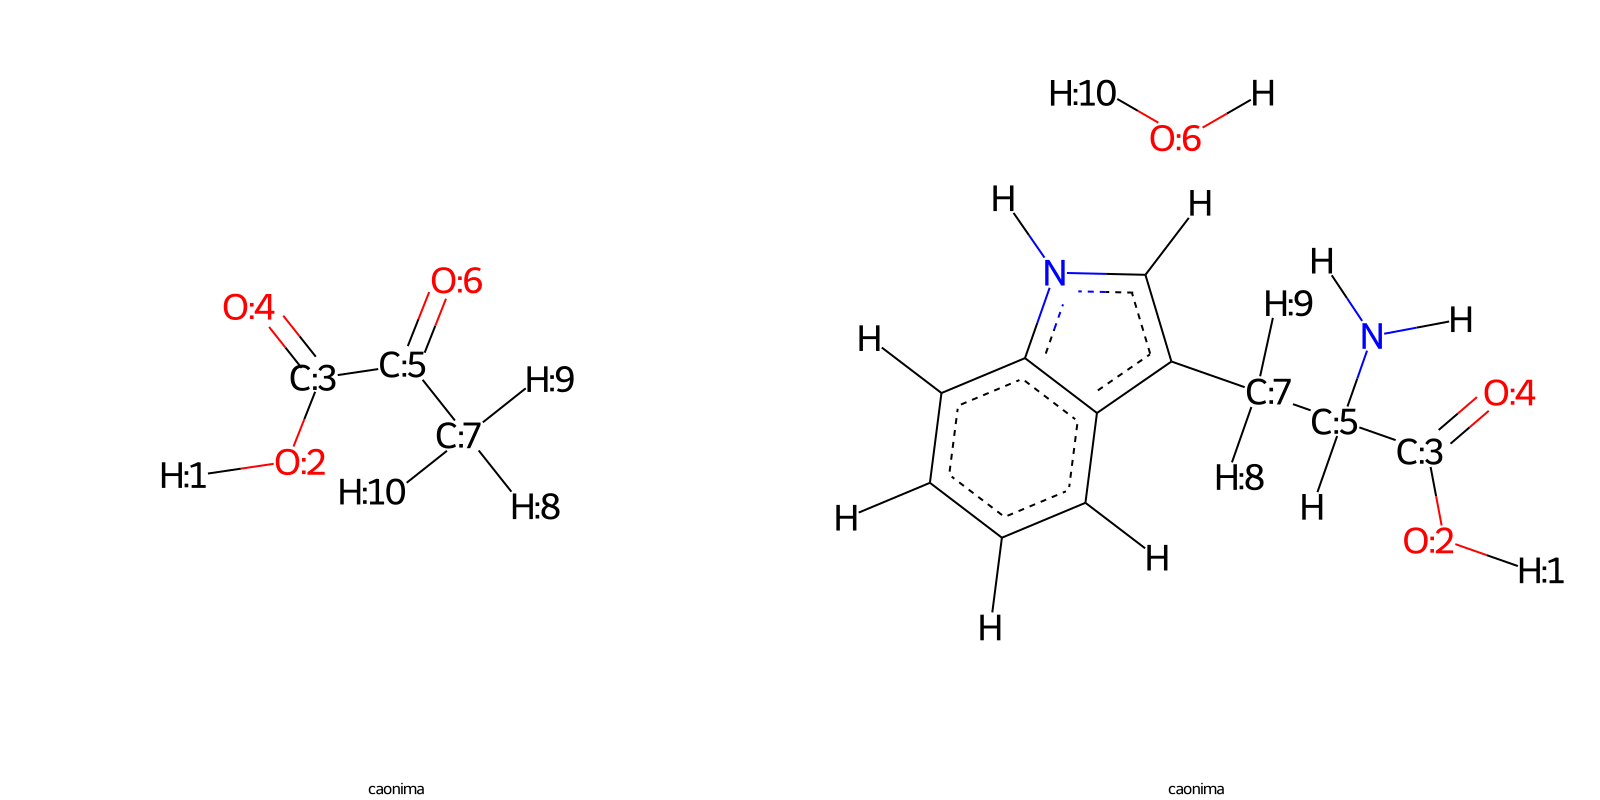 H:10 H
O:6
H H
H
O:4 O:6 N H:9 H
H N
C:3 C:5 H:9 C:7 O:4
C:5
H:1 O:2 C:7 C:3
H:10 H:8 H:8 H
H O:2
H H:1
H
caonima caonima